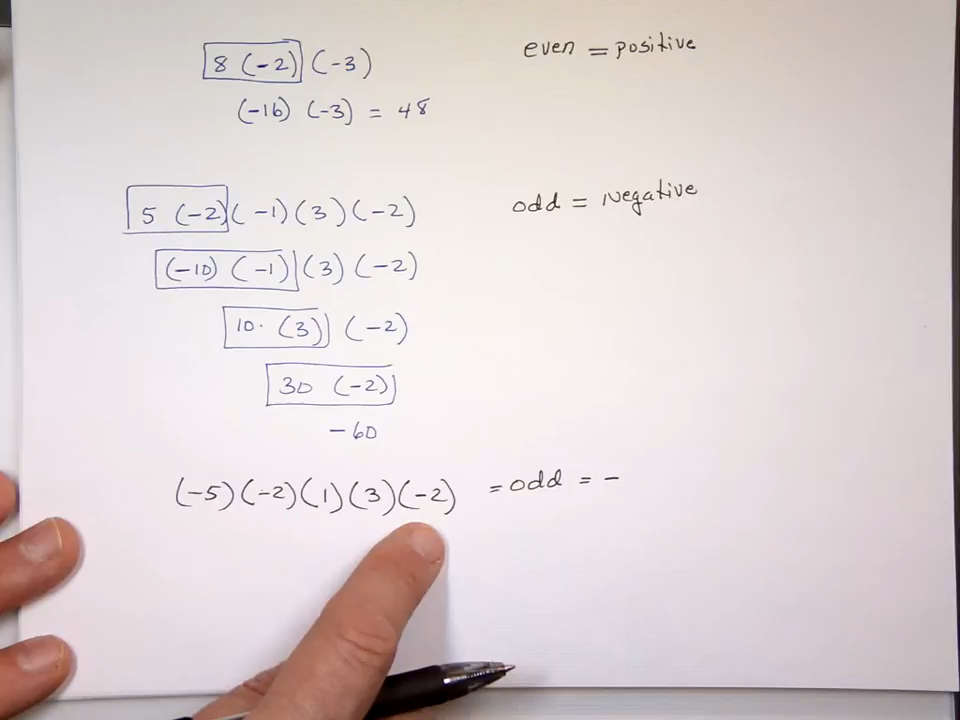 8 (-2) (-3) even = positive
(-16) (-3) = 48
5 (-2) (-1) (3) (-2) odd = Negative
(-10) (-1) (3) (-2)
10· (3) (-2)
30 (-2)
-60
(-5) (-2) (1) (3) (-2) = odd = -